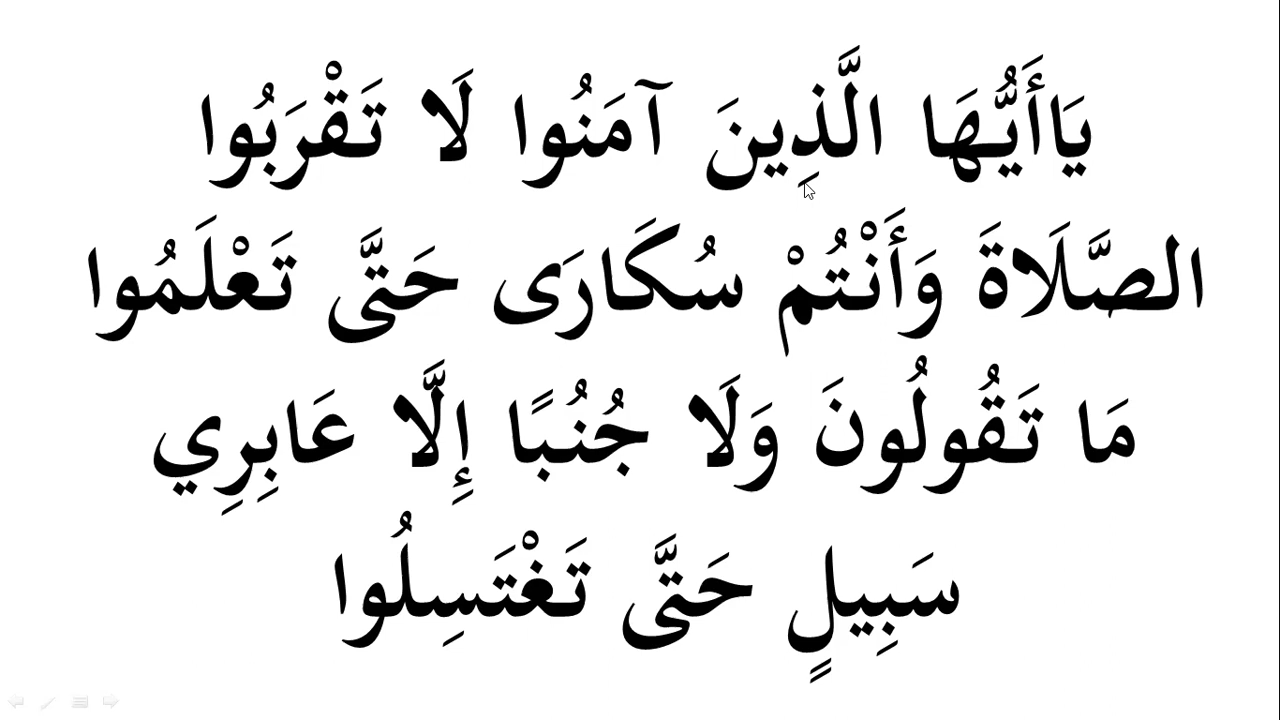 يَاأَيُّهَا الَّذِينَ آمَنُوا لَا تَقْرَبُوا
الصَّلَاةَ وَأَنْتُمْ سُكَارَى حَتَّى تَعْلَمُوا
مَا تَقُولُونَ وَلَا جُنُبًا إِلَّا عَابِرِي
سَبِيلٍ حَتَّى تَغْتَسِلُوا